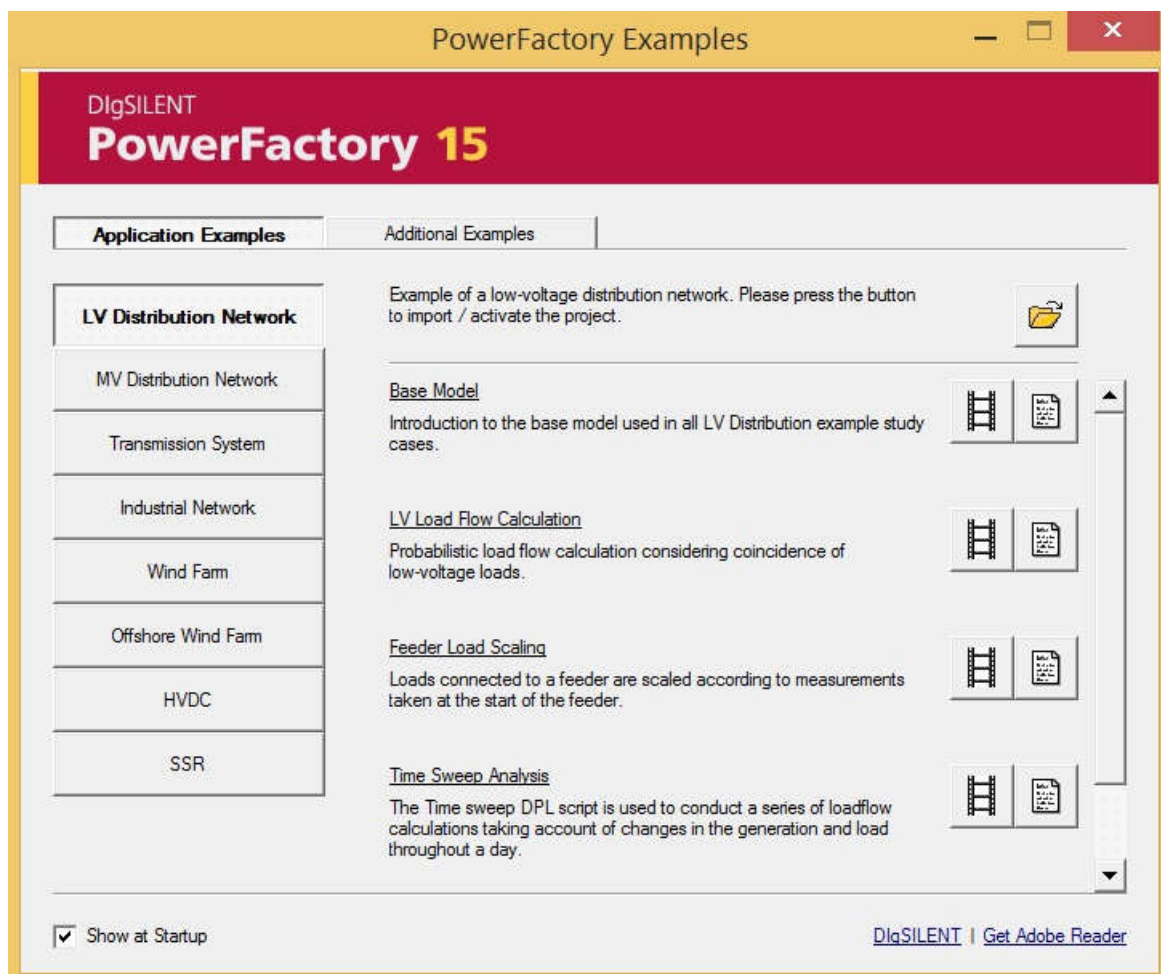 PowerFactory Examples
DIgSILENT
PowerFactory 15
Application Examples
Additional Examples
LV Distribution Network
MV Distribution Network
Transmission System
Industrial Network
Wind Farm
Offshore Wind Farm
HVDC
SSR
Example of a low-voltage distribution network. Please press the button
to import / activate the project.
Base Model
Introduction to the base model used in all LV Distribution example study
cases.
LV Load Flow Calculation
Probabilistic load flow calculation considering coincidence of
low-voltage loads.
Feeder Load Scaling
Loads connected to a feeder are scaled according to measurements
taken at the start of the feeder.
Time Sweep Analysis
The Time sweep DPL script is used to conduct a series of loadflow
calculations taking account of changes in the generation and load
throughout a day.
Show at Startup
DIgSILENT | Get Adobe Reader